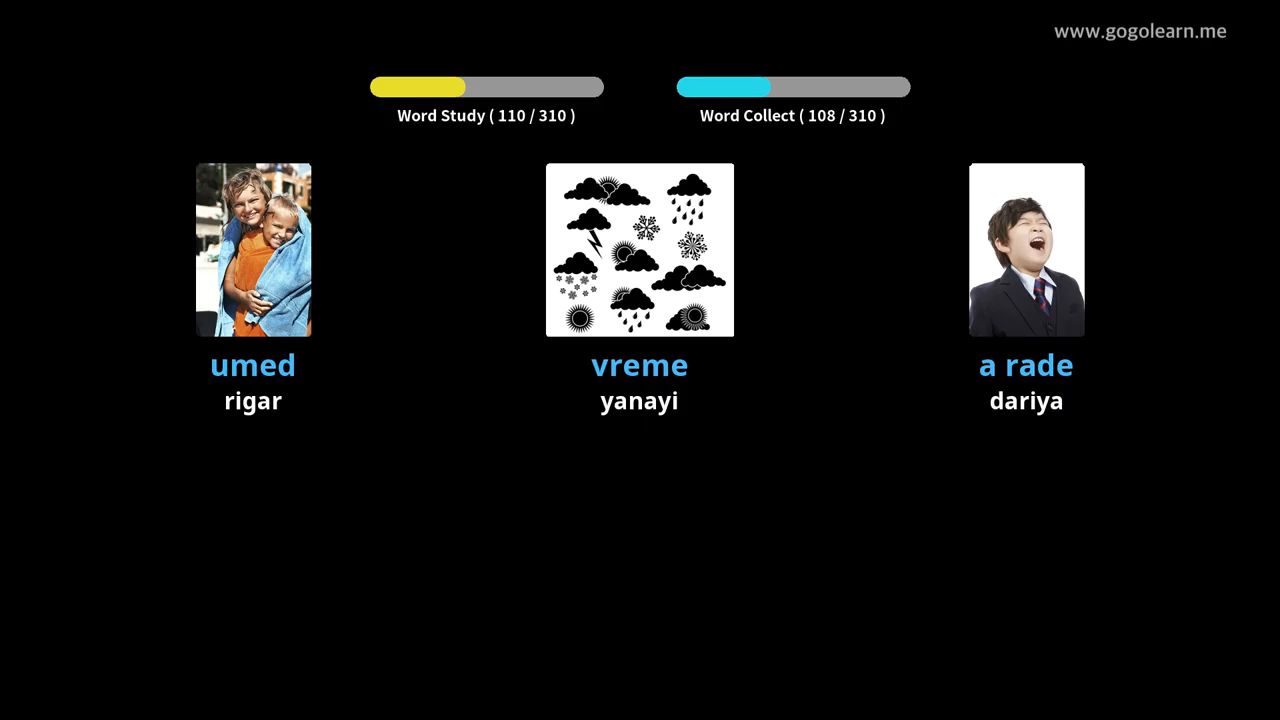 www.gogolearn.me
Word Study ( 110 / 310 )
Word Collect ( 108 / 310 )
umed
vreme
a rade
rigar
yanayi
dariya